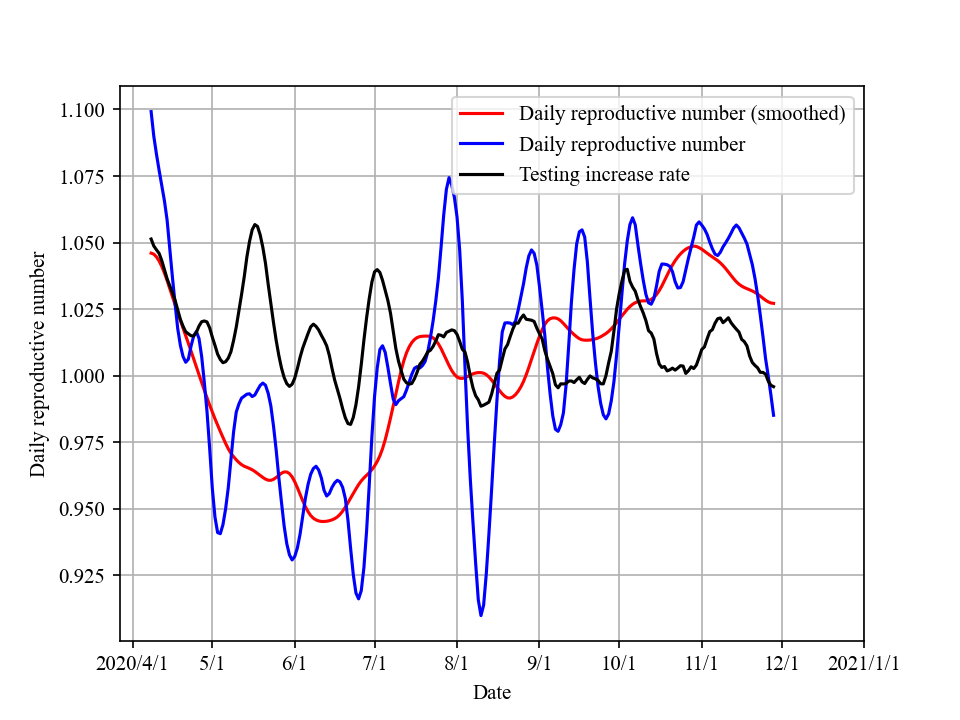 Daily reproductive number (smoothed)
Daily reproductive number
Testing increase rate
1.100
1.075
1.050
1.025
1.000
0.975
0.950
0.925
Daily reproductive number
2020/4/1 5/1 6/1 7/1 8/1 9/1 10/1 11/1 12/1 2021/1/1
Date